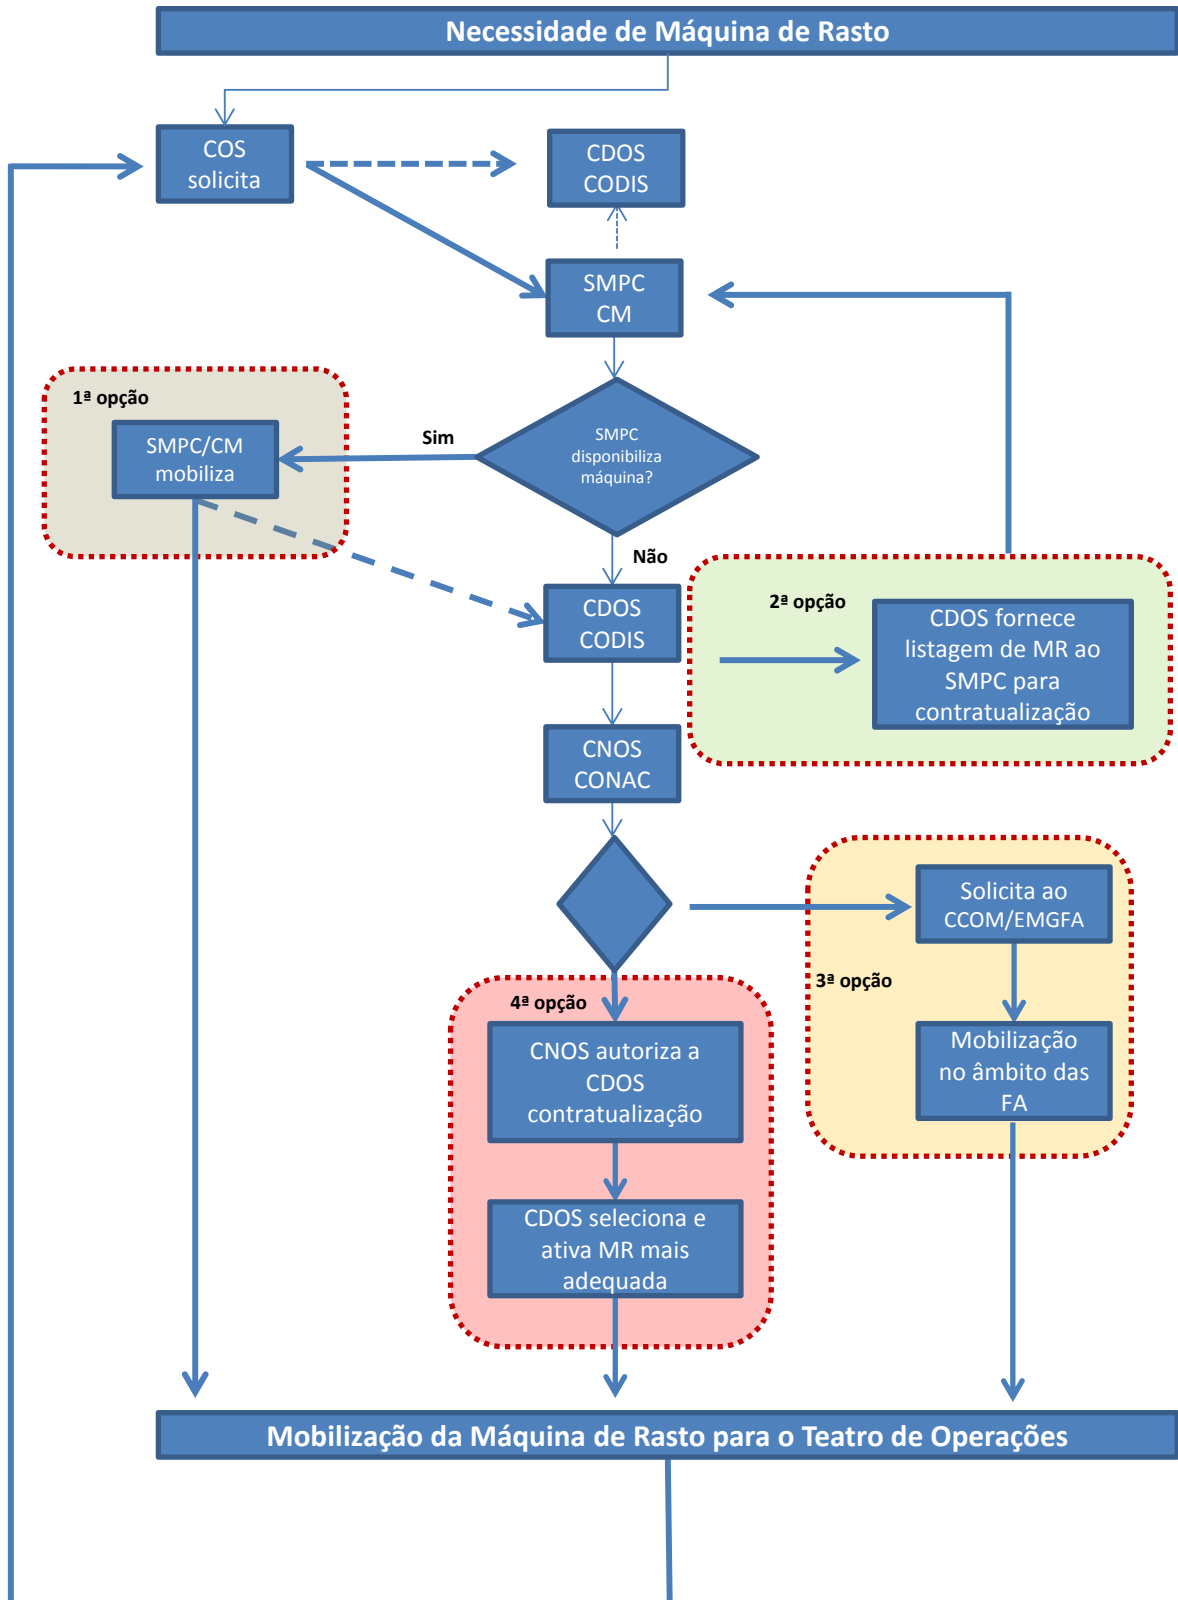 Necessidade de Máquina de Rasto
COS
solicita
CDOS
CODIS
SMPC
CM
1ª opção
SMPC/CM
mobiliza
Sim
SMPC
disponibiliza
máquina?
Não
CDOS
CODIS
2ª opção
CDOS fornece
listagem de MR ao
SMPC para
contratualização
CNOS
CONAC
Solicita ao
CCOM/EMGFA
3ª opção
Mobilização
no âmbito das
FA
4ª opção
CNOS autoriza a
CDOS
contratualização
CDOS seleciona e
ativa MR mais
adequada
Mobilização da Máquina de Rasto para o Teatro de Operações